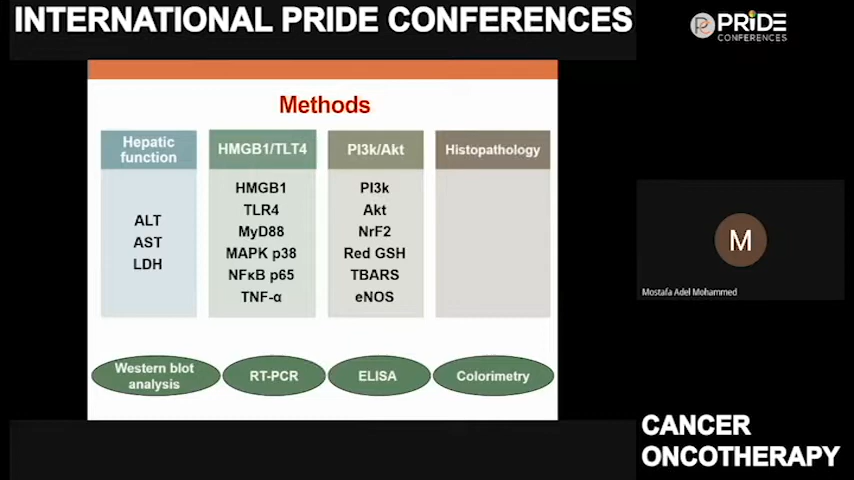 INTERNATIONAL PRIDE CONFERENCES
PRIDE
CONFERENCES
Methods
Hepatic
function
ALT
AST
LDH
HMGB1/TLT4
HMGB1
TLR4
MyD88
MAPK p38
NFκB p65
TNF-α
PI3k/Akt
PI3k
Akt
NrF2
Red GSH
TBARS
eNOS
Histopathology
Western blot
analysis
RT-PCR
ELISA
Colorimetry
M
Mostafa Adel Mohammed
CANCER
ONCOTHERAPY